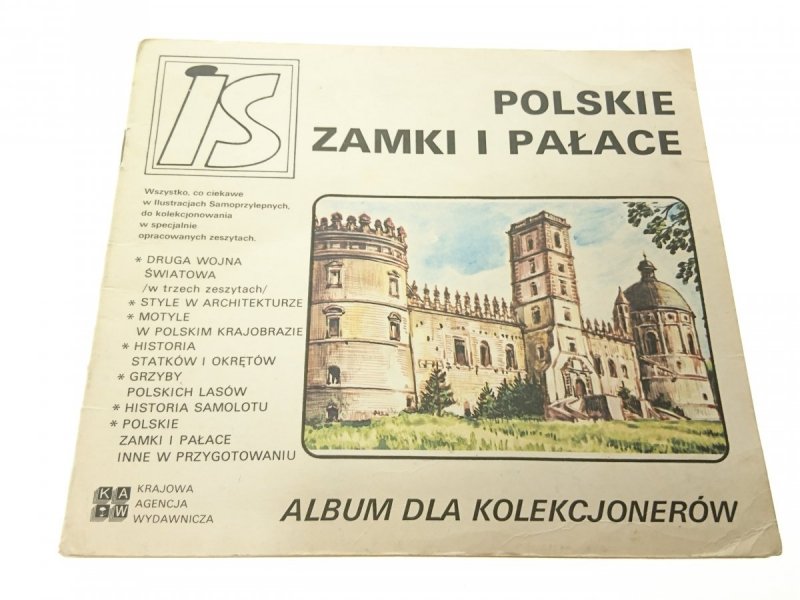 iS
POLSKIE
ZAMKI I PAŁACE
Wszystko, co ciekawe
w Ilustracjach Samoprzylepnych,
do kolekcjonowania
w specjalnie
opracowanych zeszytach.
* DRUGA WOJNA
ŚWIATOWA
/w trzech zeszytach/
* STYLE W ARCHITEKTURZE
* MOTYLE
W POLSKIM KRAJOBRAZIE
* HISTORIA
STATKÓW I OKRĘTÓW
* GRZYBY
POLSKICH LASÓW
* HISTORIA SAMOLOTU
* POLSKIE
ZAMKI I PAŁACE
INNE W PRZYGOTOWANIU
KAW
KRAJOWA
AGENCJA
WYDAWNICZA
ALBUM DLA KOLEKCJONERÓW